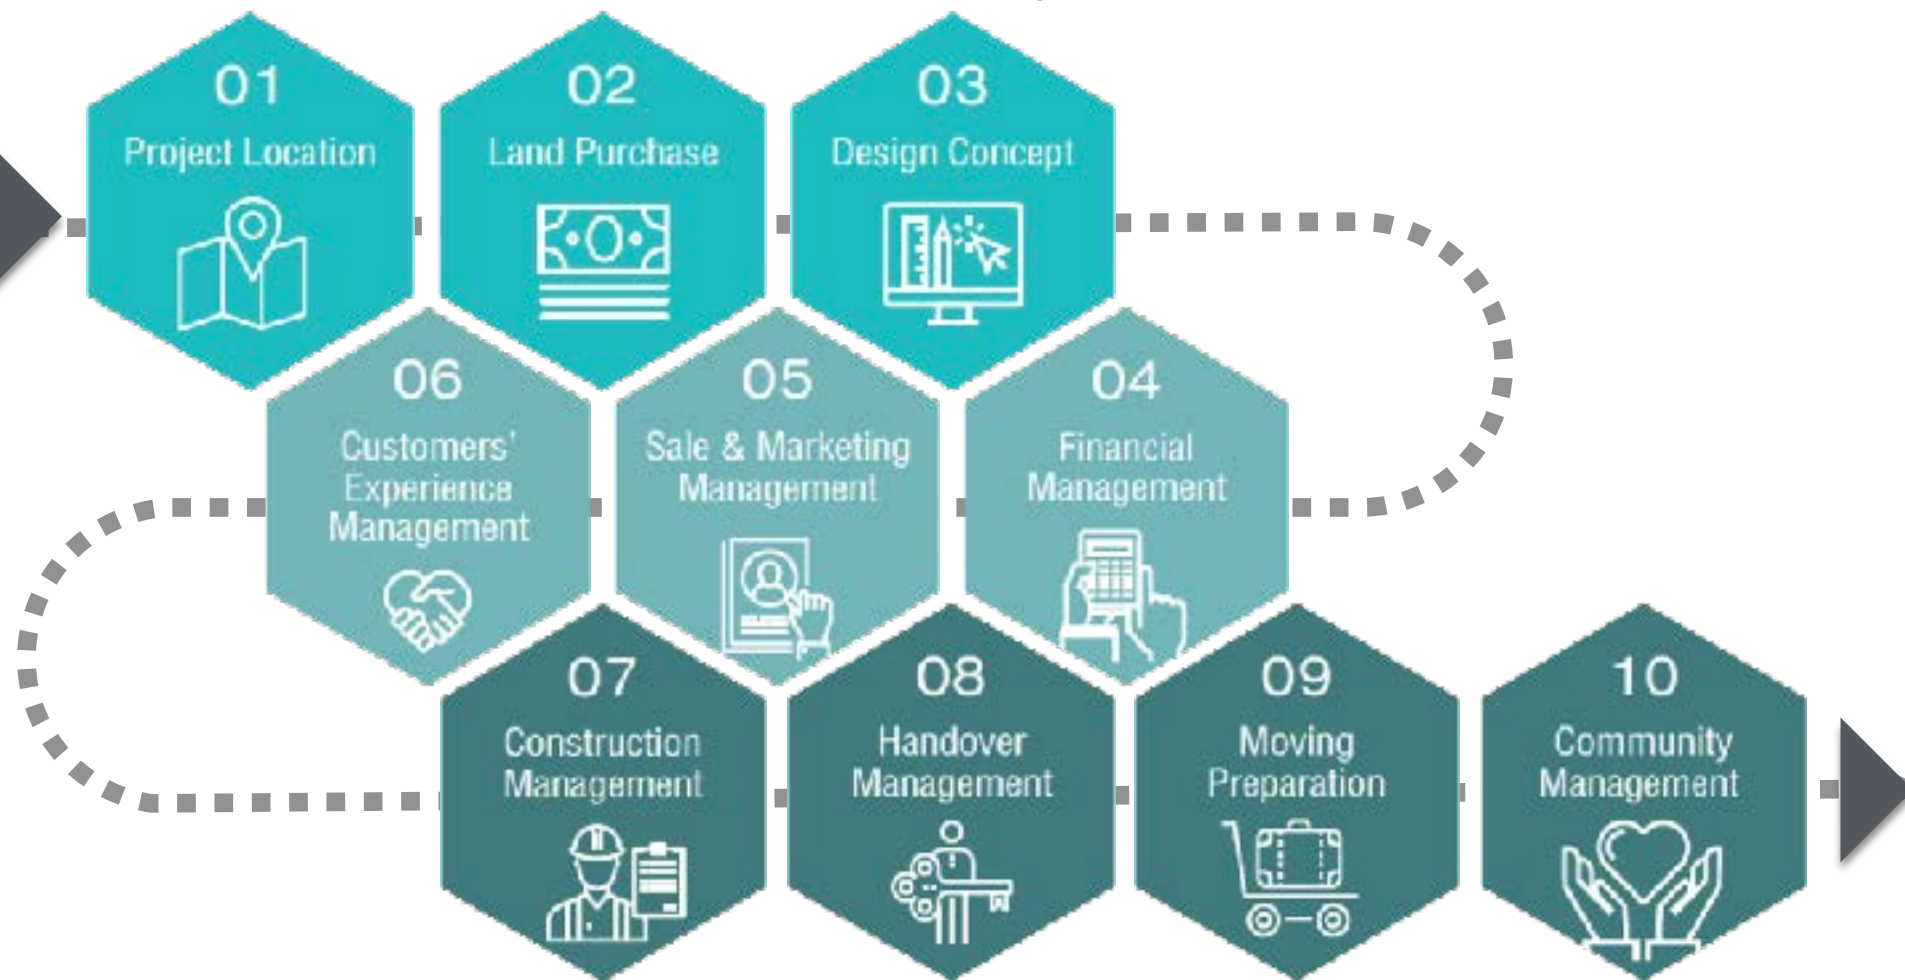 01
Project Location
02
Land Purchase
03
Design Concept
04
Financial
Management
05
Sale & Marketing
Management
06
Customers'
Experience
Management
07
Construction
Management
08
Handover
Management
09
Moving
Preparation
10
Community
Management